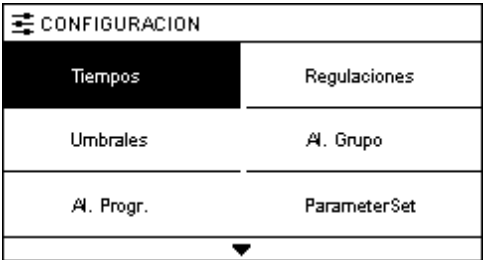 CONFIGURACION
Tiempos
Regulaciones
Umbrales
Al. Grupo
Al. Progr.
ParameterSet